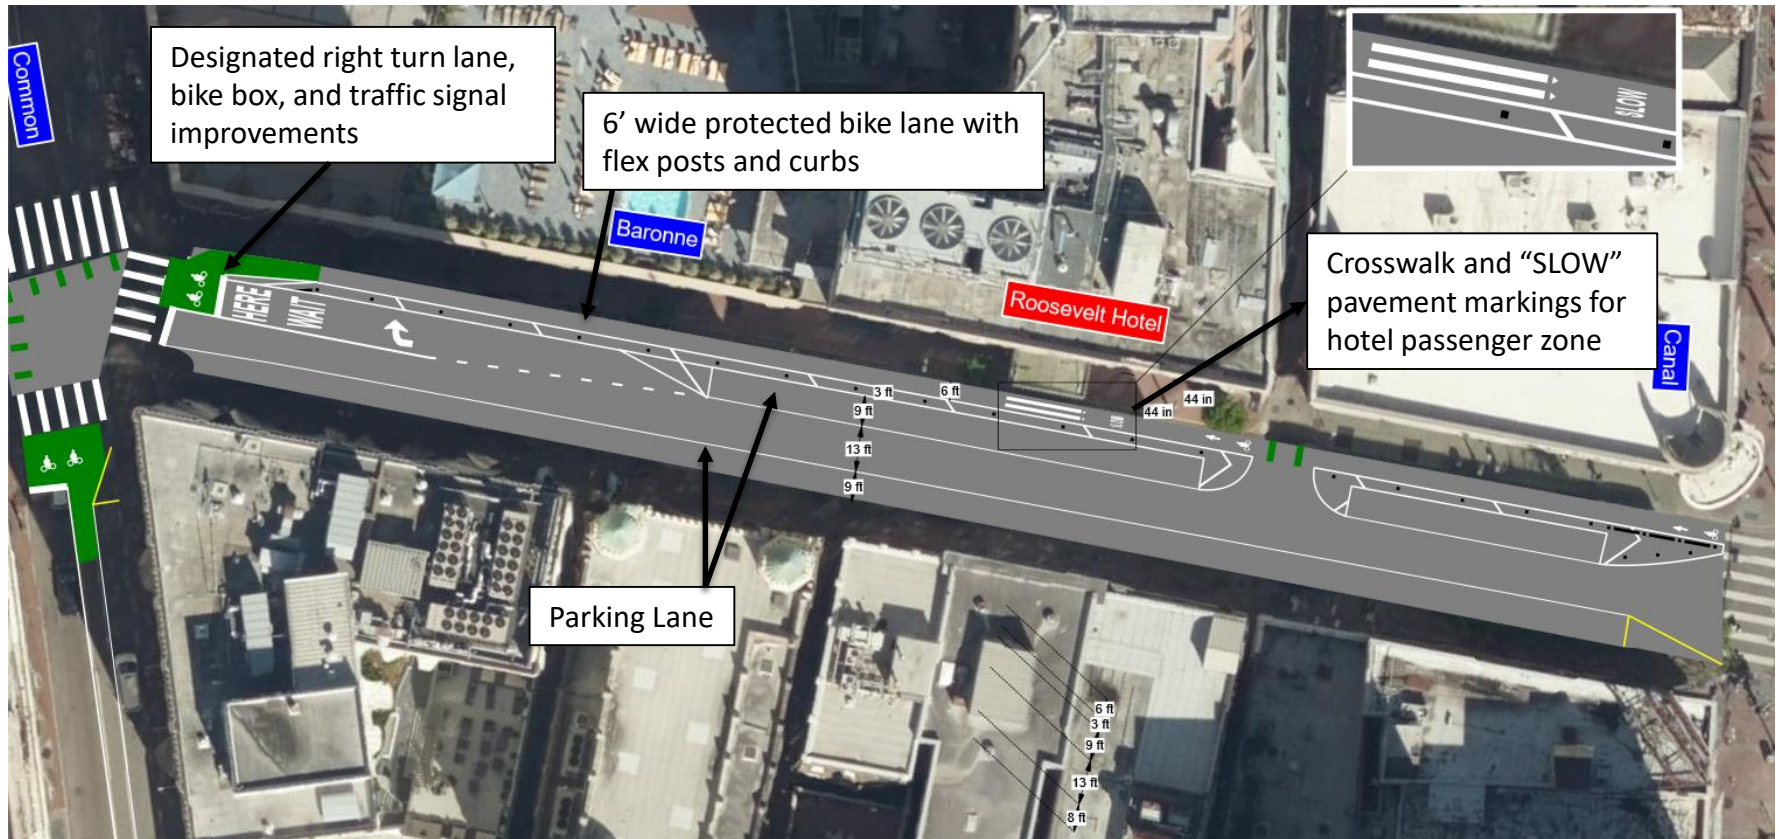 Common
Designated right turn lane,
bike box, and traffic signal
improvements
6’ wide protected bike lane with
flex posts and curbs
Baronne
Roosevelt Hotel
SLOW
Crosswalk and “SLOW”
pavement markings for
hotel passenger zone
Canal
HERE
WAIT
3 ft
6 ft
9 ft
13 ft
9 ft
44 in
44 in
SLOW
Parking Lane
6 ft
3 ft
9 ft
13 ft
8 ft